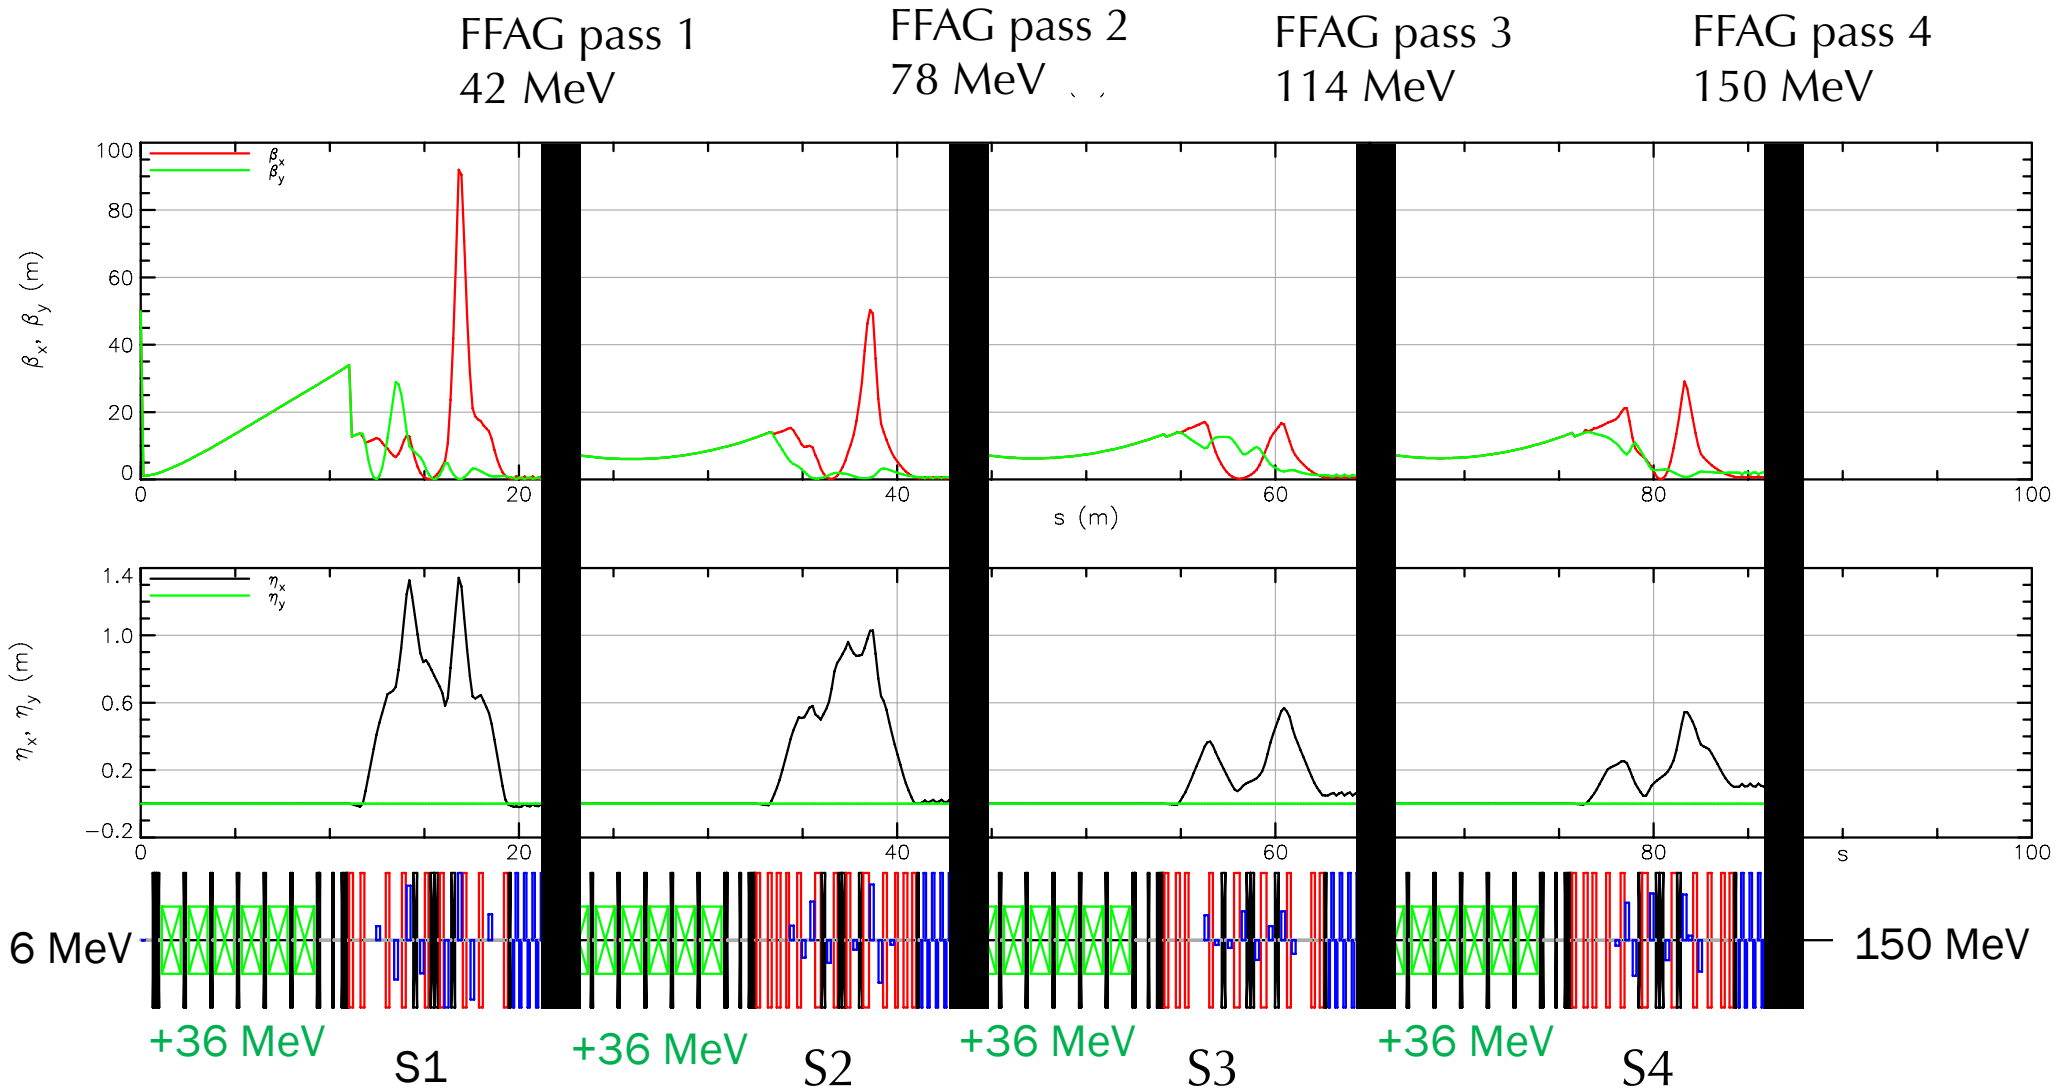 FFAG pass 1
42 MeV
FFAG pass 2
78 MeV
FFAG pass 3
114 MeV
FFAG pass 4
150 MeV
100
80
60
40
20
0
βx
βy
βx, βy (m)
0
20
40
60
80
100
s (m)
1.4
1.0
0.6
0.2
−0.2
ηx
ηy
ηx, ηy (m)
0
20
40
60
80
s
100
6 MeV
150 MeV
+36 MeV
+36 MeV
+36 MeV
+36 MeV
S1
S2
S3
S4